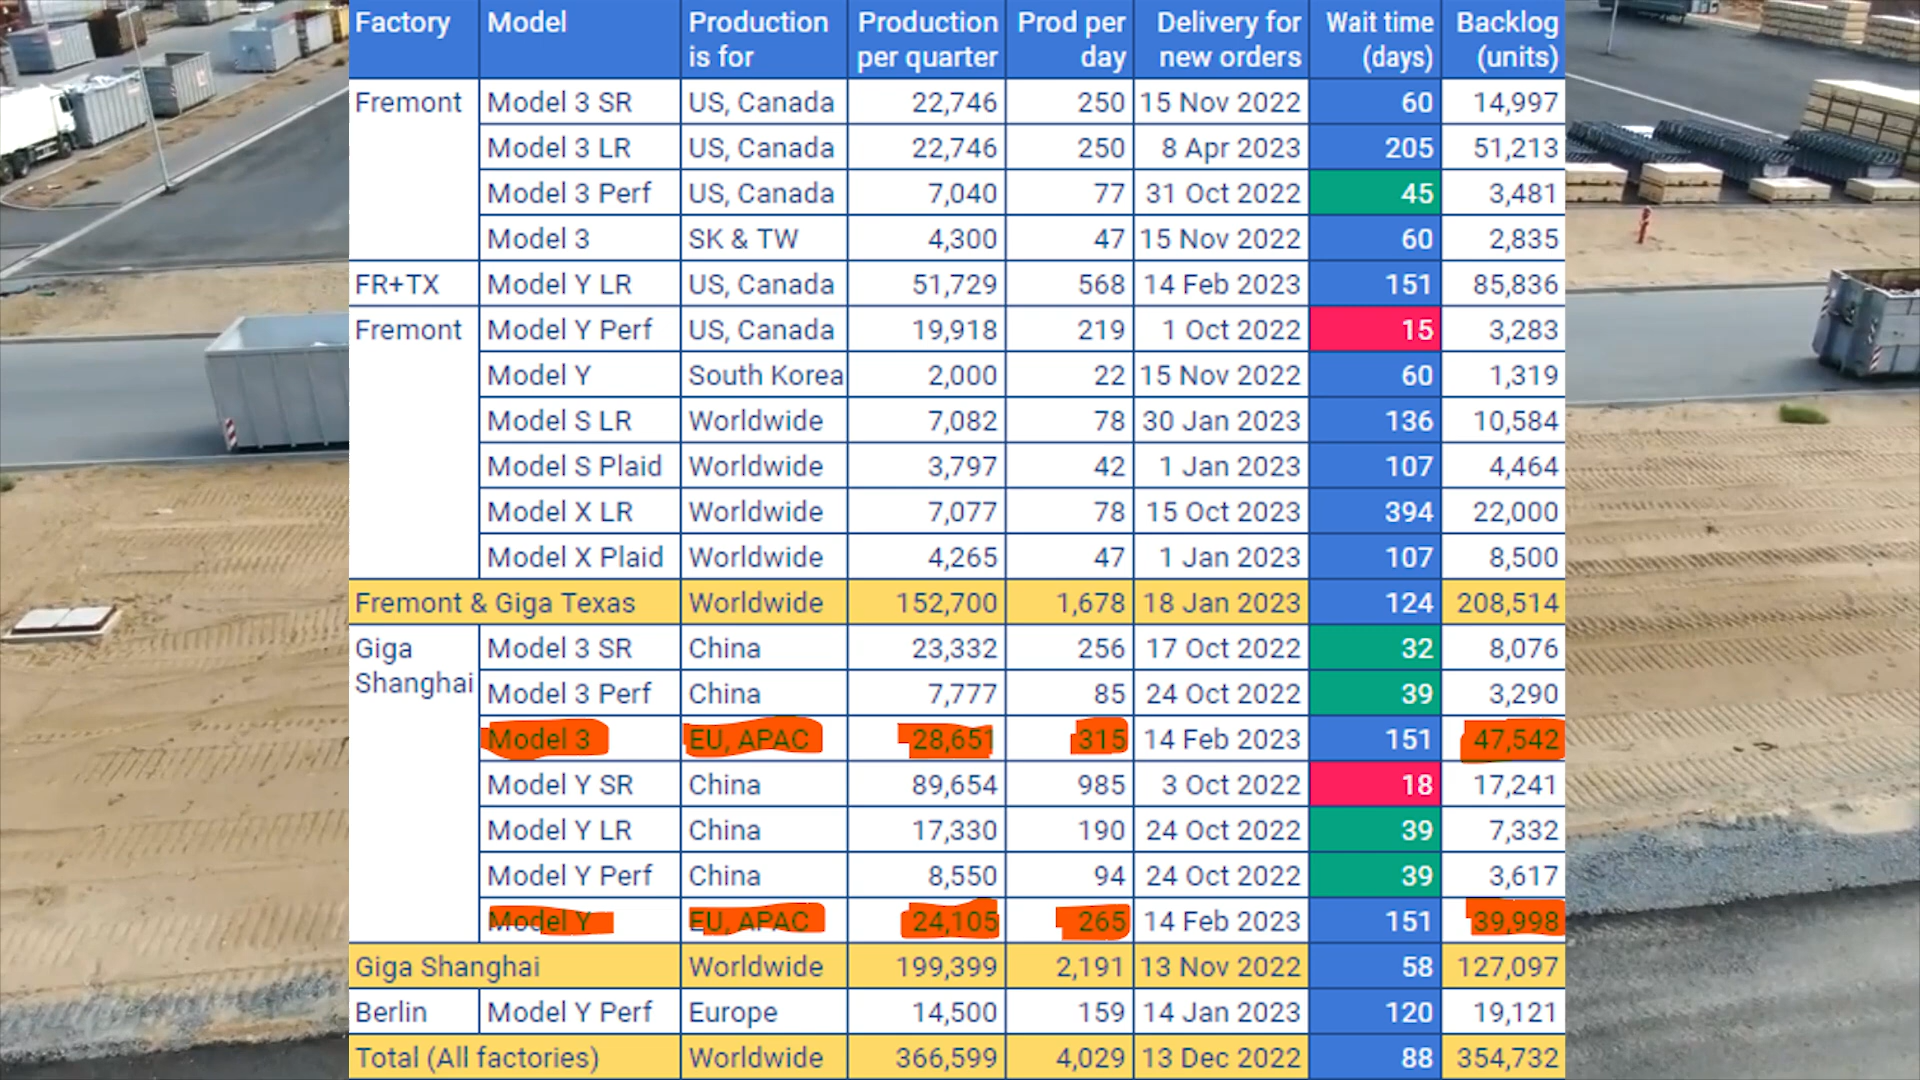 Factory Model Production is for Production per quarter Prod per day Delivery for new orders Wait time (days) Backlog (units)
Fremont Model 3 SR US, Canada 22,746 250 15 Nov 2022 60 14,997
Model 3 LR US, Canada 22,746 250 8 Apr 2023 205 51,213
Model 3 Perf US, Canada 7,040 77 31 Oct 2022 45 3,481
Model 3 SK & TW 4,300 47 15 Nov 2022 60 2,835
FR+TX Model Y LR US, Canada 51,729 568 14 Feb 2023 151 85,836
Fremont Model Y Perf US, Canada 19,918 219 1 Oct 2022 15 3,283
Model Y South Korea 2,000 22 15 Nov 2022 60 1,319
Model S LR Worldwide 7,082 78 30 Jan 2023 136 10,584
Model S Plaid Worldwide 3,797 42 1 Jan 2023 107 4,464
Model X LR Worldwide 7,077 78 15 Oct 2023 394 22,000
Model X Plaid Worldwide 4,265 47 1 Jan 2023 107 8,500
Fremont & Giga Texas Worldwide 152,700 1,678 18 Jan 2023 124 208,514
Giga Shanghai Model 3 SR China 23,332 256 17 Oct 2022 32 8,076
Model 3 Perf China 7,777 85 24 Oct 2022 39 3,290
Model 3 EU, APAC 28,651 315 14 Feb 2023 151 47,542
Model Y SR China 89,654 985 3 Oct 2022 18 17,241
Model Y LR China 17,330 190 24 Oct 2022 39 7,332
Model Y Perf China 8,550 94 24 Oct 2022 39 3,617
Model Y EU, APAC 24,105 265 14 Feb 2023 151 39,998
Giga Shanghai Worldwide 199,399 2,191 13 Nov 2022 58 127,097
Berlin Model Y Perf Europe 14,500 159 14 Jan 2023 120 19,121
Total (All factories) Worldwide 366,599 4,029 13 Dec 2022 88 354,732